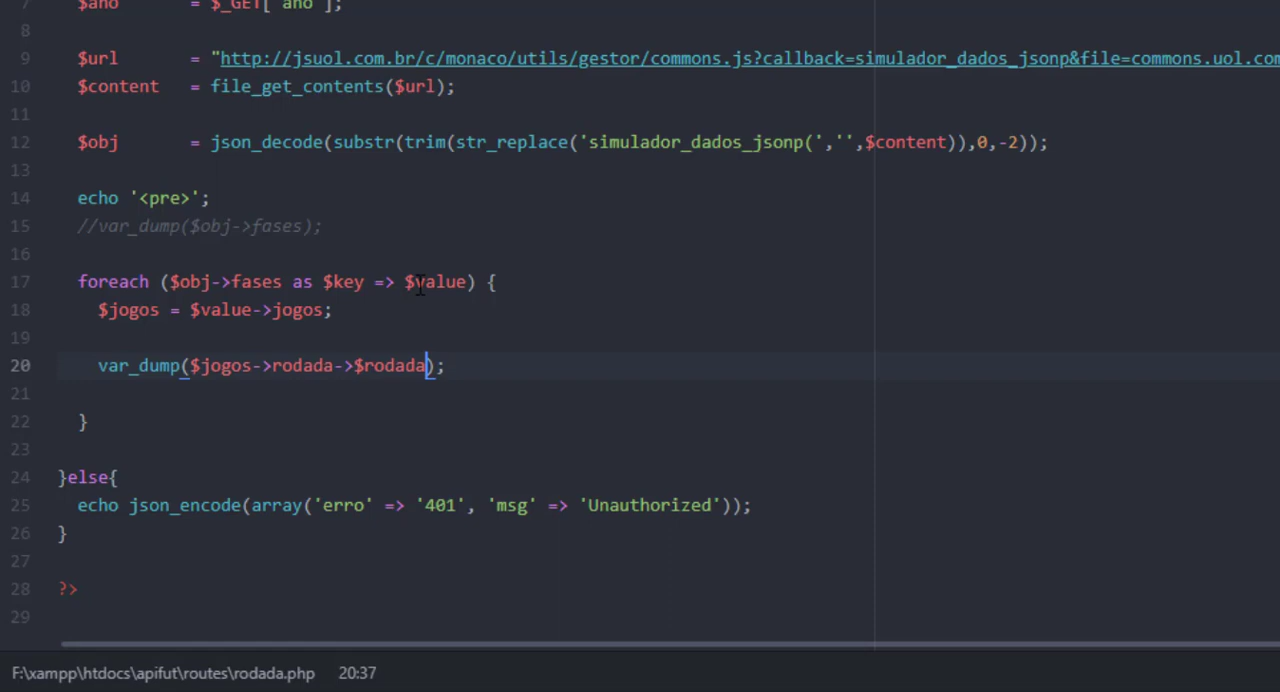 7 $ano = $_GET['ano'];
8
9 $url = "http://jsuol.com.br/c/monaco/utils/gestor/commons.js?callback=simulador_dados_jsonp&file=commons.uol.com
10 $content = file_get_contents($url);
11
12 $obj = json_decode(substr(trim(str_replace('simulador_dados_jsonp(','',$content)),0,-2));
13
14 echo '<pre>';
15 //var_dump($obj->fases);
16
17 foreach ($obj->fases as $key => $value) {
18 $jogos = $value->jogos;
19
20 var_dump($jogos->rodada->$rodada);
21
22 }
23
24 }else{
25 echo json_encode(array('erro' => '401', 'msg' => 'Unauthorized'));
26 }
27
28 ?>
29
F:\xampp\htdocs\apifut\routes\rodada.php 20:37